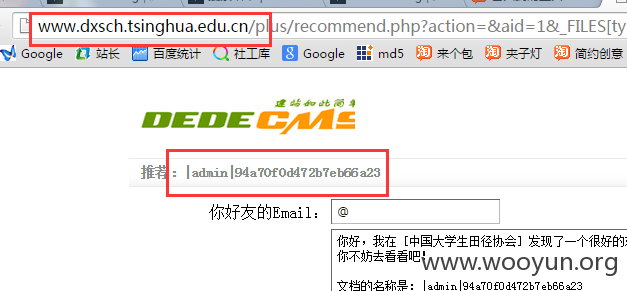 www.dxsch.tsinghua.edu.cn/plus/recommend.php?action=&aid=1&_FILES[ty
Google 站长 百度统计 社工库 Google md5 来个包 夹子灯 简约创意
建站如此简单
DEDECMS
推荐：|admin|94a70f0d472b7eb66a23
你好友的Email： @
你好，我在 [中国大学生田径协会] 发现了一个很好的
你不妨去看看吧！
www.wooyun.org
文档的名称是：|admin|94a70f0d472b7eb66a23